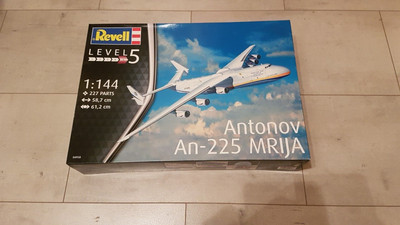 Revell
LEVEL 5
1:144
227 PARTS
58,7 cm
61,2 cm
Antonov
An-225 MRIJA